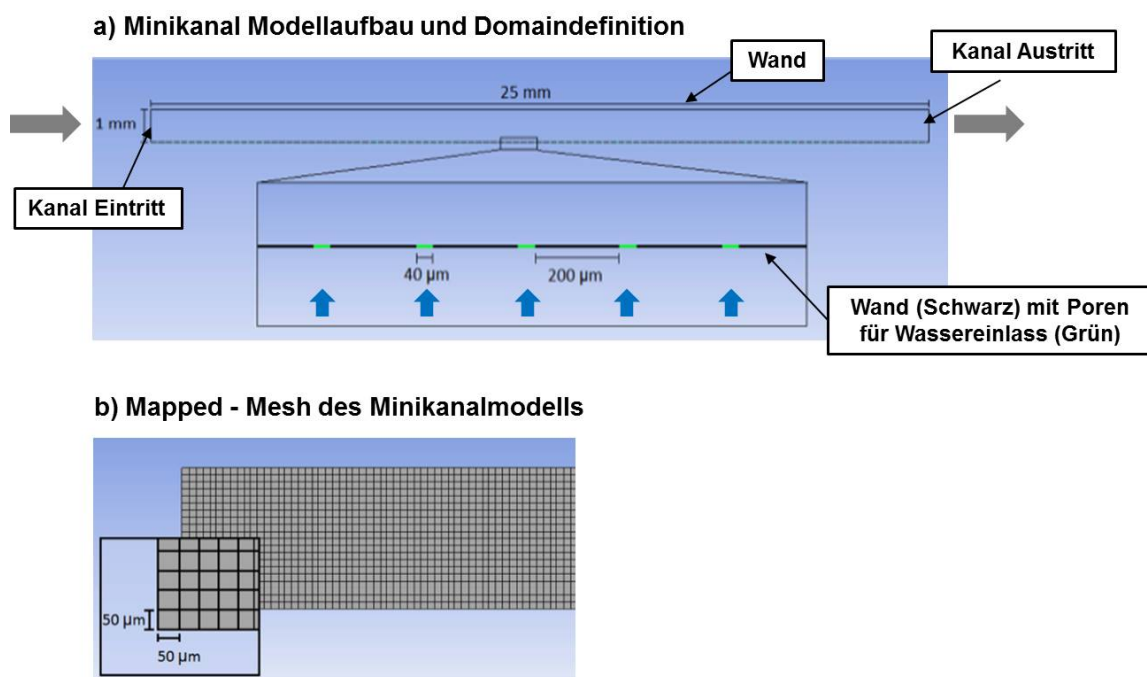 a) Minikanal Modellaufbau und Domaindefinition
Wand
Kanal Austritt
25 mm
1 mm
Kanal Eintritt
40 µm
200 µm
Wand (Schwarz) mit Poren
für Wassereinlass (Grün)
b) Mapped - Mesh des Minikanalmodells
50 µm
50 µm